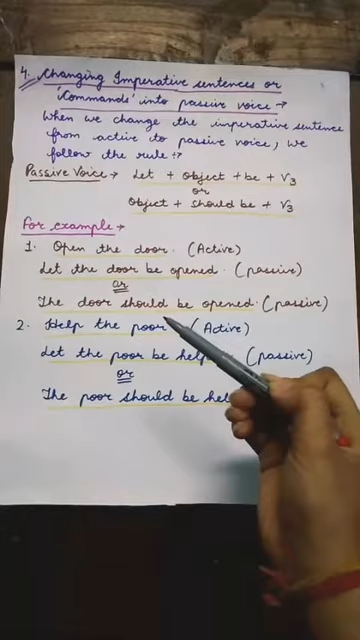 4. Changing Imperative sentences or
'Commands' into passive voice →
When we change the imperative sentence
from active to passive voice, we
follow the rule :→
Passive Voice → Let + object + be + V3
or
Object + should be + V3
For example →
1. Open the door. (Active)
Let the door be opened. (passive)
or
The door should be opened. (passive)
2. Help the poor (Active)
Let the poor be (passive)
or
The poor should be